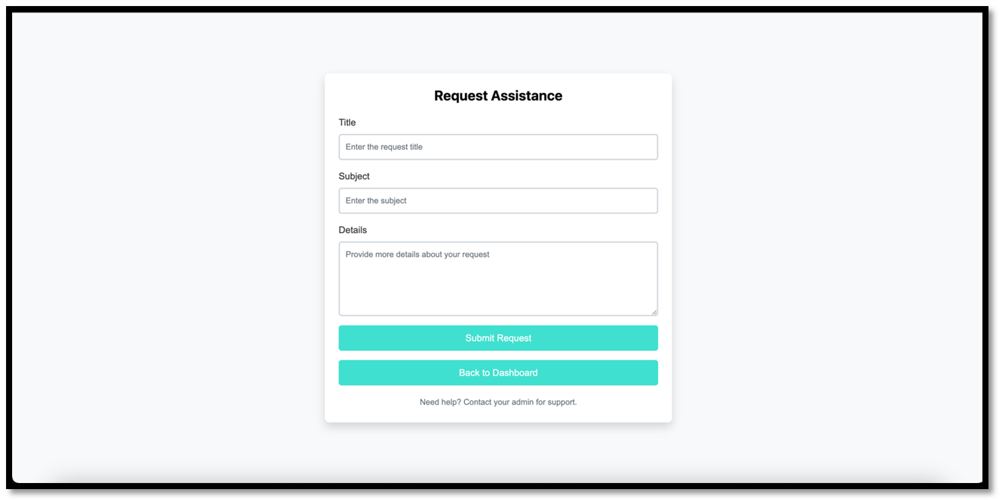 Request Assistance
Title
Enter the request title
Subject
Enter the subject
Details
Provide more details about your request
Submit Request
Back to Dashboard
Need help? Contact your admin for support.